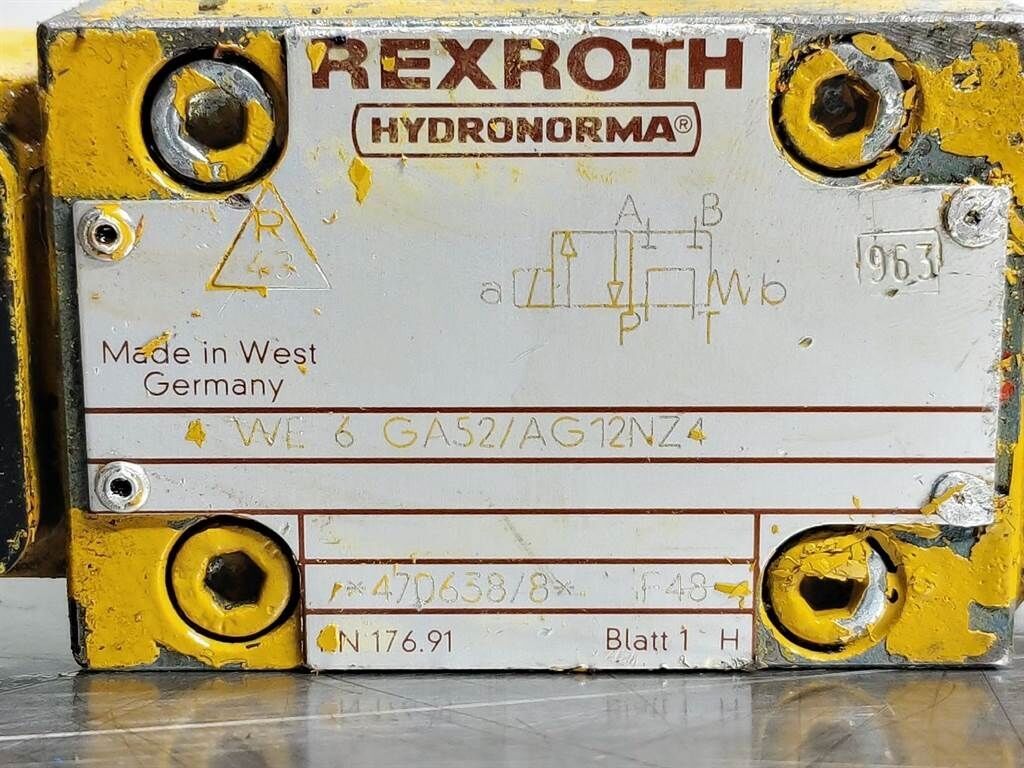 REXROTH
HYDRONORMA®
R
43
A B
a b
P T
963
Made in West
Germany
4 WE 6 GA52/AG12NZ4
*470638/8* F48
N 176.91 Blatt 1 H